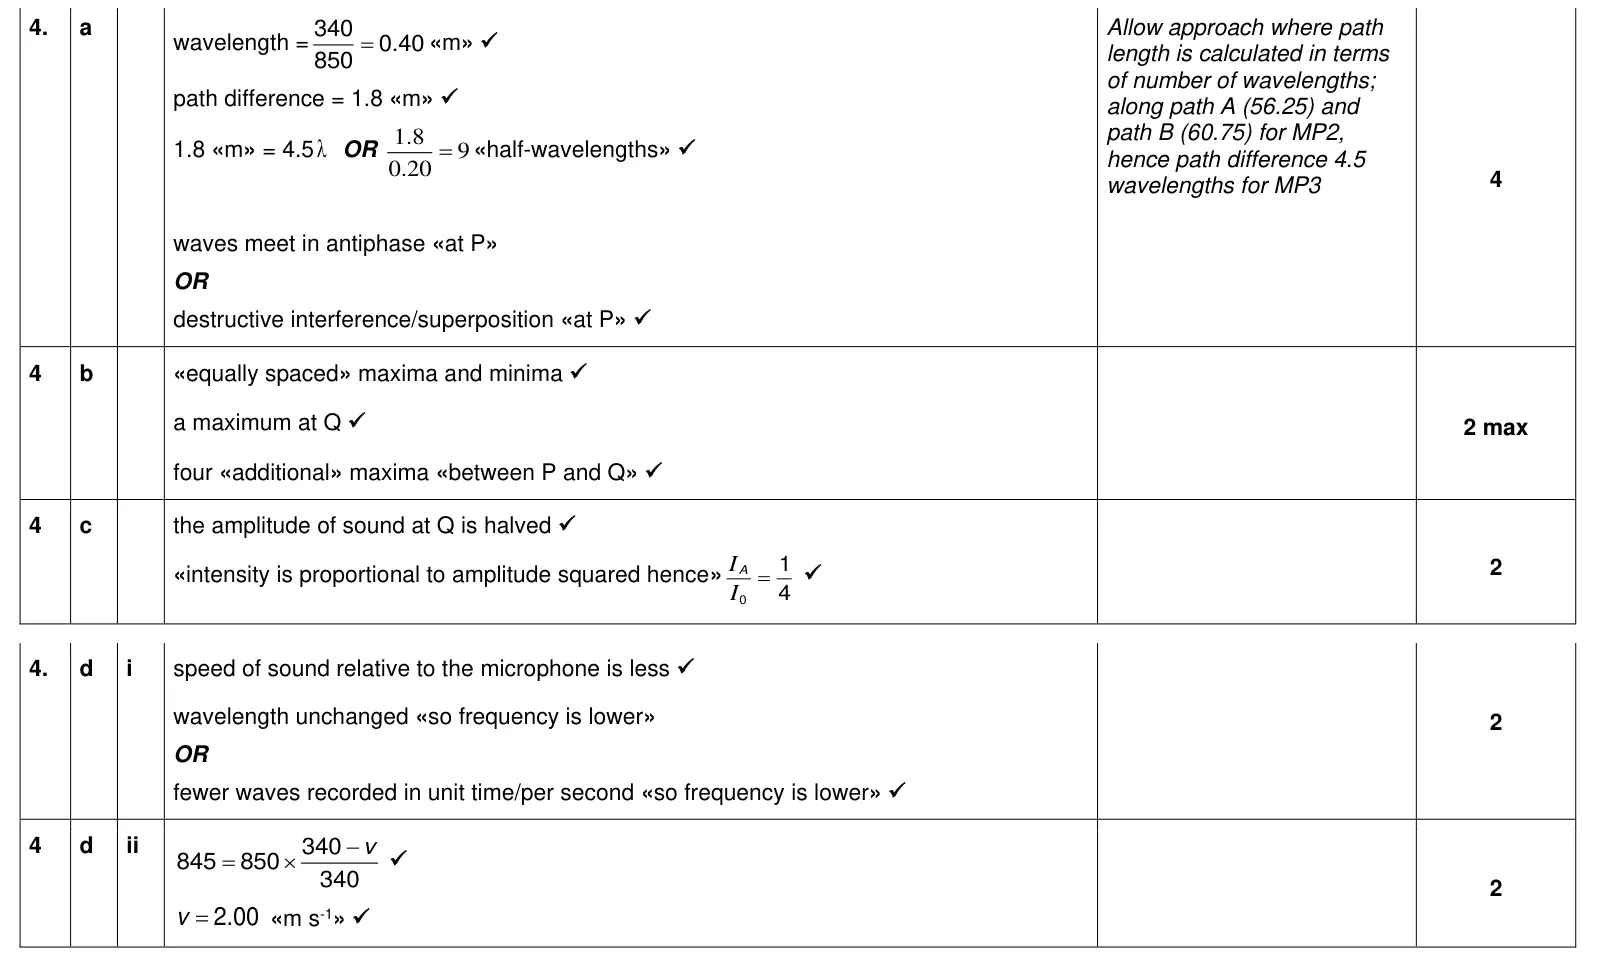 4. a wavelength = 340/850 = 0.40 «m» ✓
path difference = 1.8 «m» ✓
1.8 «m» = 4.5λ OR 1.8/0.20 = 9 «half-wavelengths» ✓
waves meet in antiphase «at P»
OR
destructive interference/superposition «at P» ✓
Allow approach where path
length is calculated in terms
of number of wavelengths;
along path A (56.25) and
path B (60.75) for MP2,
hence path difference 4.5
wavelengths for MP3
4
4 b «equally spaced» maxima and minima ✓
a maximum at Q ✓
four «additional» maxima «between P and Q» ✓
2 max
4 c the amplitude of sound at Q is halved ✓
«intensity is proportional to amplitude squared hence» I_A/I_0 = 1/4 ✓
2
4. d i speed of sound relative to the microphone is less ✓
wavelength unchanged «so frequency is lower»
OR
fewer waves recorded in unit time/per second «so frequency is lower» ✓
2
4 d ii 845 = 850 × (340 − v)/340 ✓
v = 2.00 «m s⁻¹» ✓
2